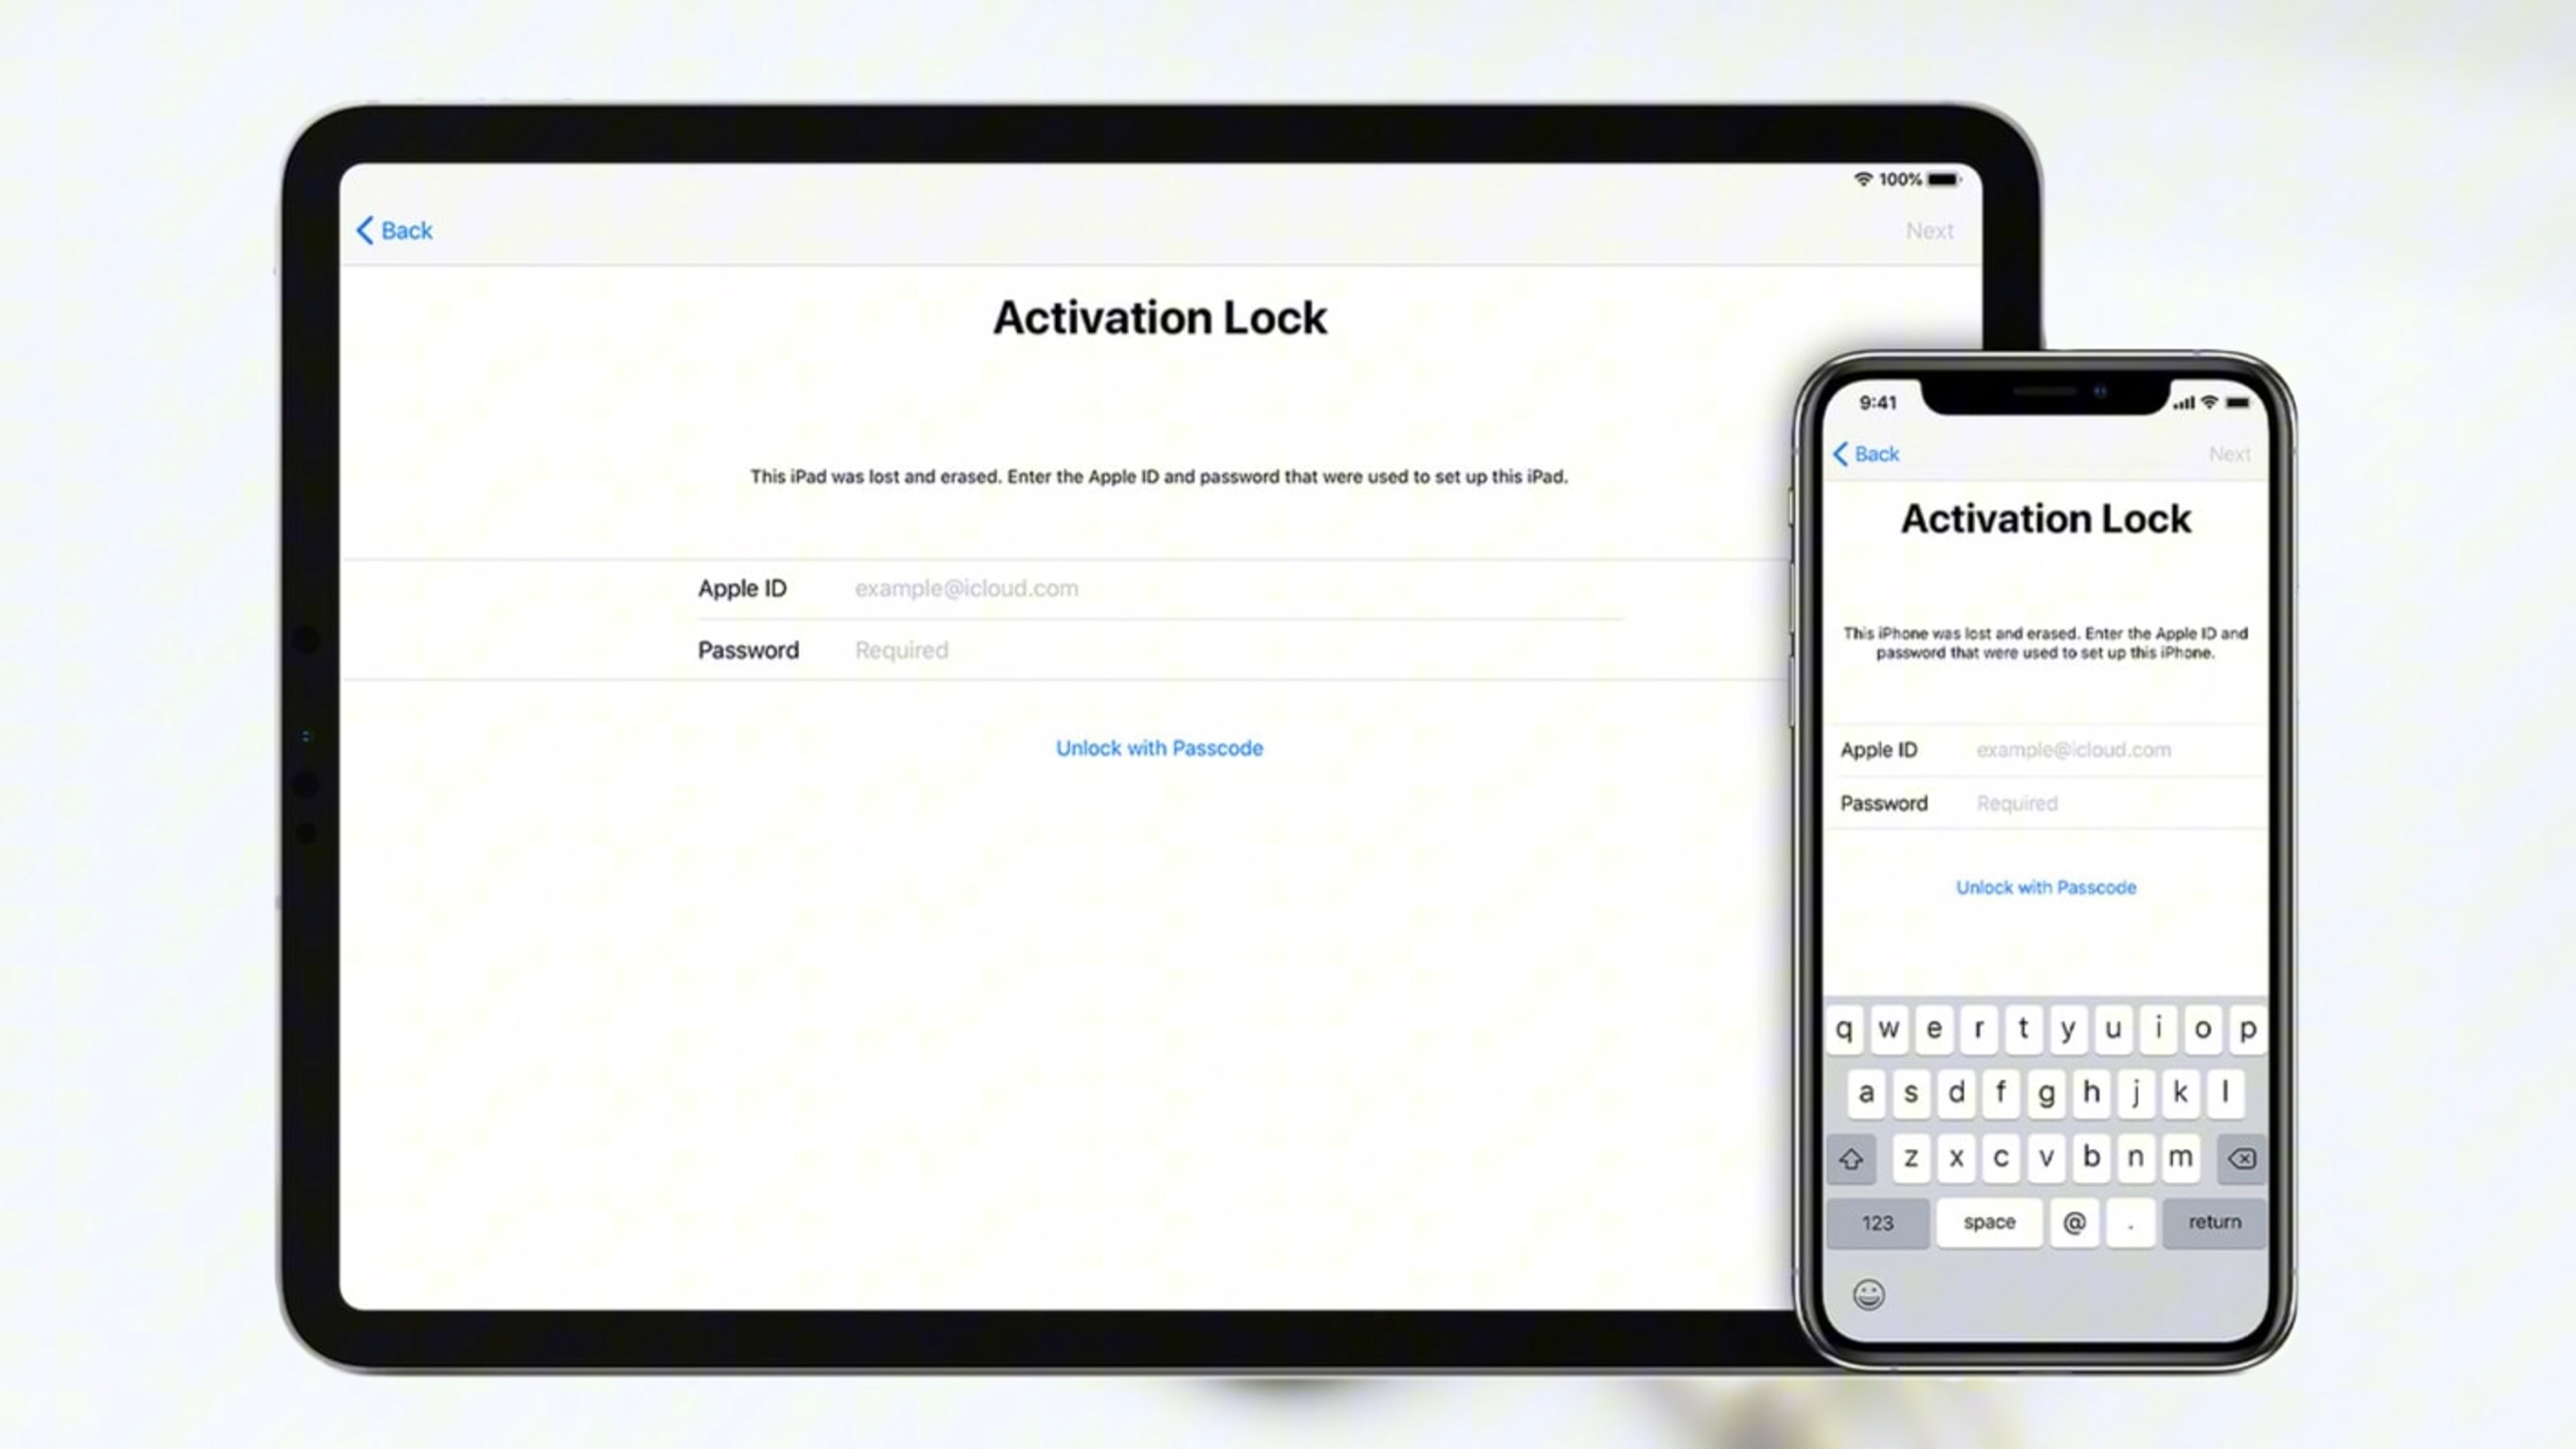 100%
Back
Next
Activation Lock
This iPad was lost and erased. Enter the Apple ID and password that were used to set up this iPad.
Apple ID example@icloud.com
Password Required
Unlock with Passcode
9:41
Back
Next
Activation Lock
This iPhone was lost and erased. Enter the Apple ID and
password that were used to set up this iPhone.
Apple ID example@icloud.com
Password Required
Unlock with Passcode
q w e r t y u i o p
a s d f g h j k l
z x c v b n m
123 space @ . return